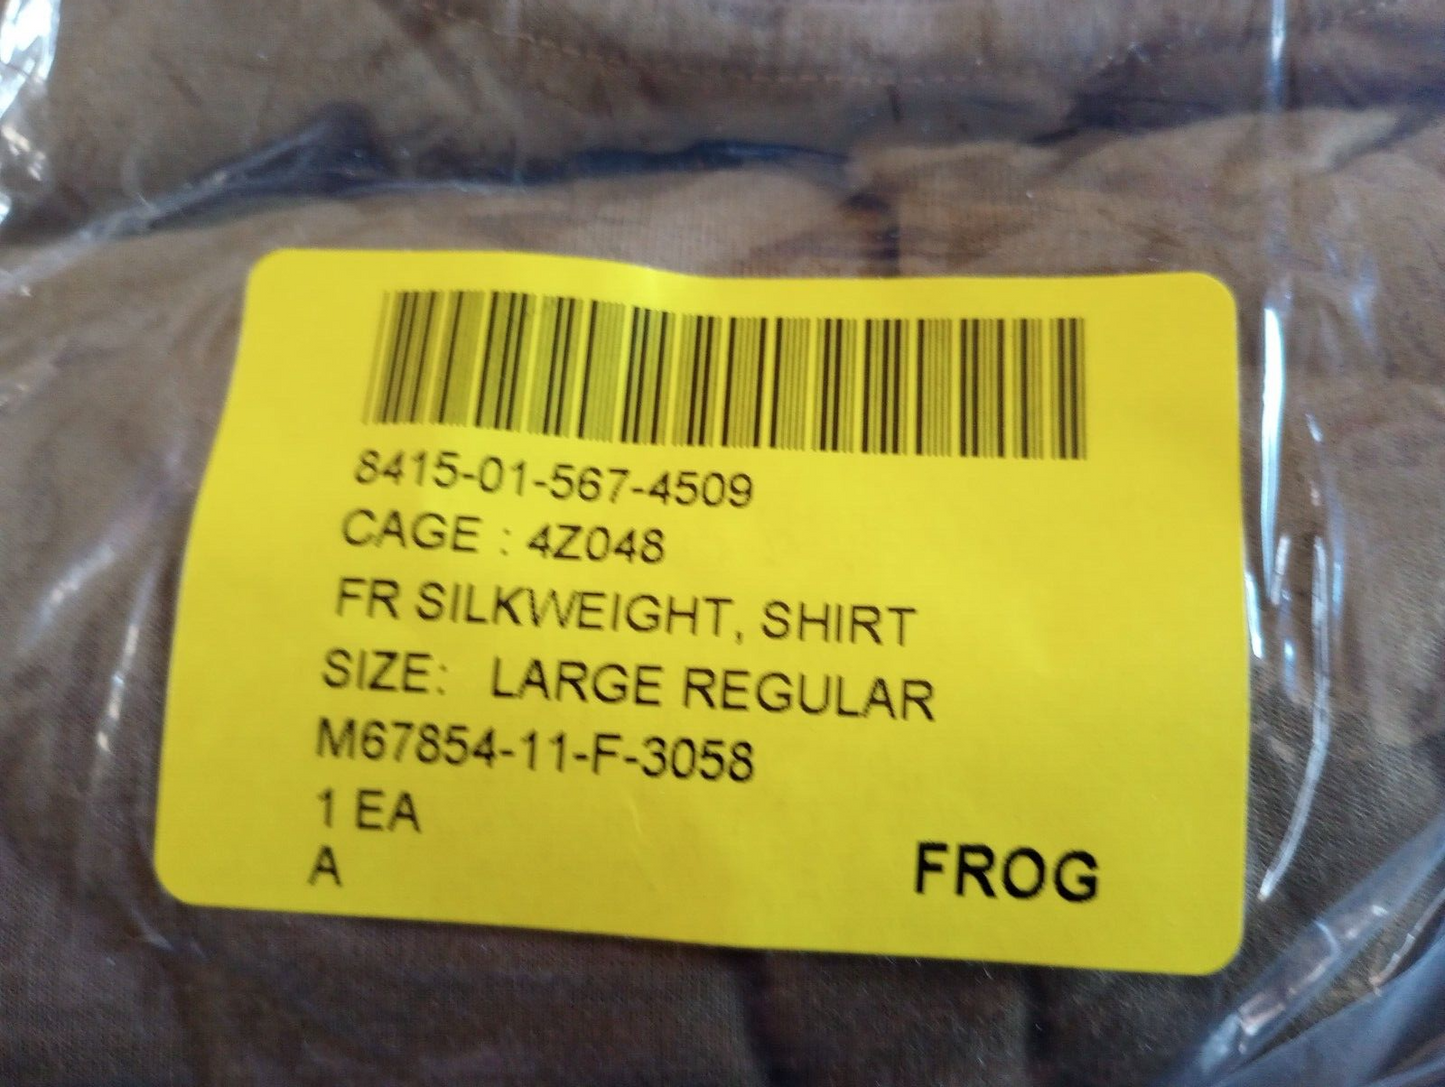 8415-01-567-4509
CAGE : 4Z048
FR SILKWEIGHT, SHIRT
SIZE: LARGE REGULAR
M67854-11-F-3058
1 EA
A
FROG